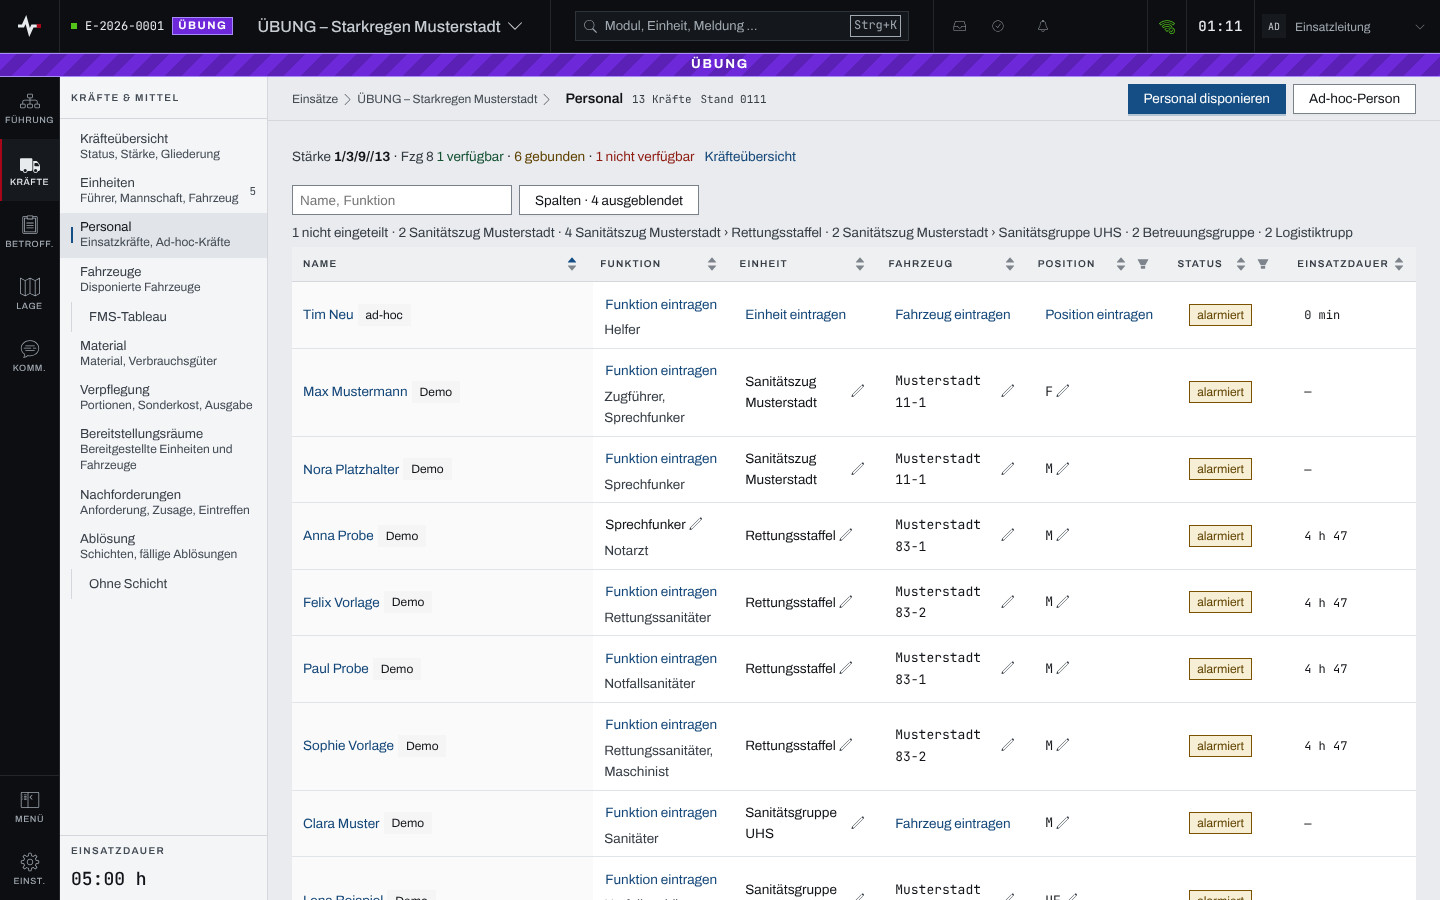 E-2026-0001 ÜBUNG ÜBUNG – Starkregen Musterstadt Modul, Einheit, Meldung ... Strg+K 01:11 AD Einsatzleitung
ÜBUNG
FÜHRUNG
KRÄFTE
BETROFF.
LAGE
KOMM.
MENÜ
EINST.
KRÄFTE & MITTEL
Kräfteübersicht
Status, Stärke, Gliederung
Einheiten
Führer, Mannschaft, Fahrzeug 5
Personal
Einsatzkräfte, Ad-hoc-Kräfte
Fahrzeuge
Disponierte Fahrzeuge
FMS-Tableau
Material
Material, Verbrauchsgüter
Verpflegung
Portionen, Sonderkost, Ausgabe
Bereitstellungsräume
Bereitgestellte Einheiten und
Fahrzeuge
Nachforderungen
Anforderung, Zusage, Eintreffen
Ablösung
Schichten, fällige Ablösungen
Ohne Schicht
EINSATZDAUER
05:00 h
Einsätze ÜBUNG – Starkregen Musterstadt Personal 13 Kräfte Stand 0111 Personal disponieren Ad-hoc-Person
Stärke 1/3/9//13 · Fzg 8 1 verfügbar · 6 gebunden · 1 nicht verfügbar Kräfteübersicht
Name, Funktion Spalten · 4 ausgeblendet
1 nicht eingeteilt · 2 Sanitätszug Musterstadt · 4 Sanitätszug Musterstadt › Rettungsstaffel · 2 Sanitätszug Musterstadt › Sanitätsgruppe UHS · 2 Betreuungsgruppe · 2 Logistiktrupp
NAME FUNKTION EINHEIT FAHRZEUG POSITION STATUS EINSATZDAUER
Tim Neu ad-hoc Funktion eintragen Einheit eintragen Fahrzeug eintragen Position eintragen alarmiert 0 min
Helfer
Max Mustermann Demo Funktion eintragen Sanitätszug Musterstadt F alarmiert –
Zugführer, Musterstadt 11-1
Sprechfunker
Nora Platzhalter Demo Funktion eintragen Sanitätszug Musterstadt M alarmiert –
Sprechfunker Musterstadt 11-1
Anna Probe Demo Sprechfunker Rettungsstaffel Musterstadt M alarmiert 4 h 47
Notarzt 83-1
Felix Vorlage Demo Funktion eintragen Rettungsstaffel Musterstadt M alarmiert 4 h 47
Rettungssanitäter 83-2
Paul Probe Demo Funktion eintragen Rettungsstaffel Musterstadt M alarmiert 4 h 47
Notfallsanitäter 83-1
Sophie Vorlage Demo Funktion eintragen Rettungsstaffel Musterstadt M alarmiert 4 h 47
Rettungssanitäter, 83-2
Maschinist
Clara Muster Demo Funktion eintragen Sanitätsgruppe Fahrzeug eintragen M alarmiert –
Sanitäter UHS
Funktion eintragen Sanitätsgruppe Musterstadt